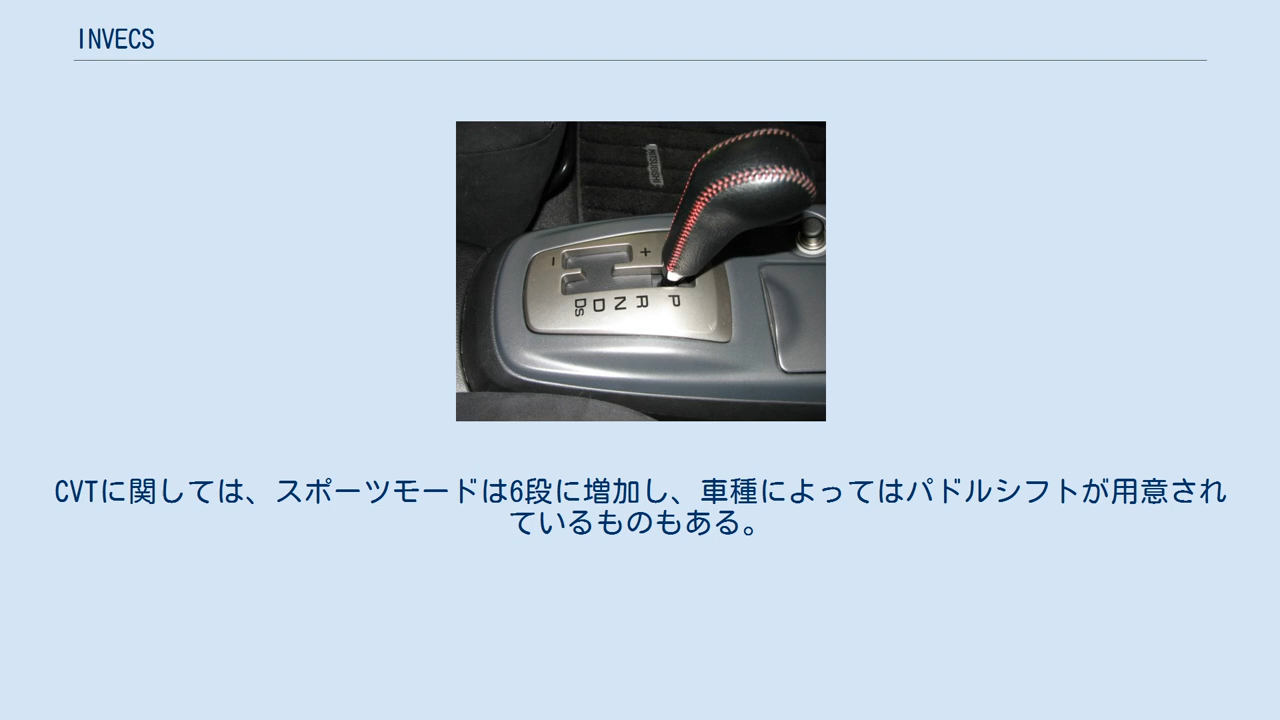 INVECS
MITSUBISHI
－ ＋
Ds D N R P
CVTに関しては、スポーツモードは6段に増加し、車種によってはパドルシフトが用意され
ているものもある。